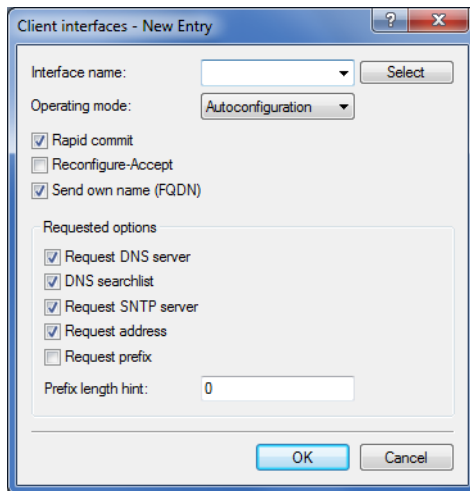 Client interfaces - New Entry
Interface name:
Select
Operating mode:
Autoconfiguration
Rapid commit
Reconfigure-Accept
Send own name (FQDN)
Requested options
Request DNS server
DNS searchlist
Request SNTP server
Request address
Request prefix
Prefix length hint:
0
OK
Cancel